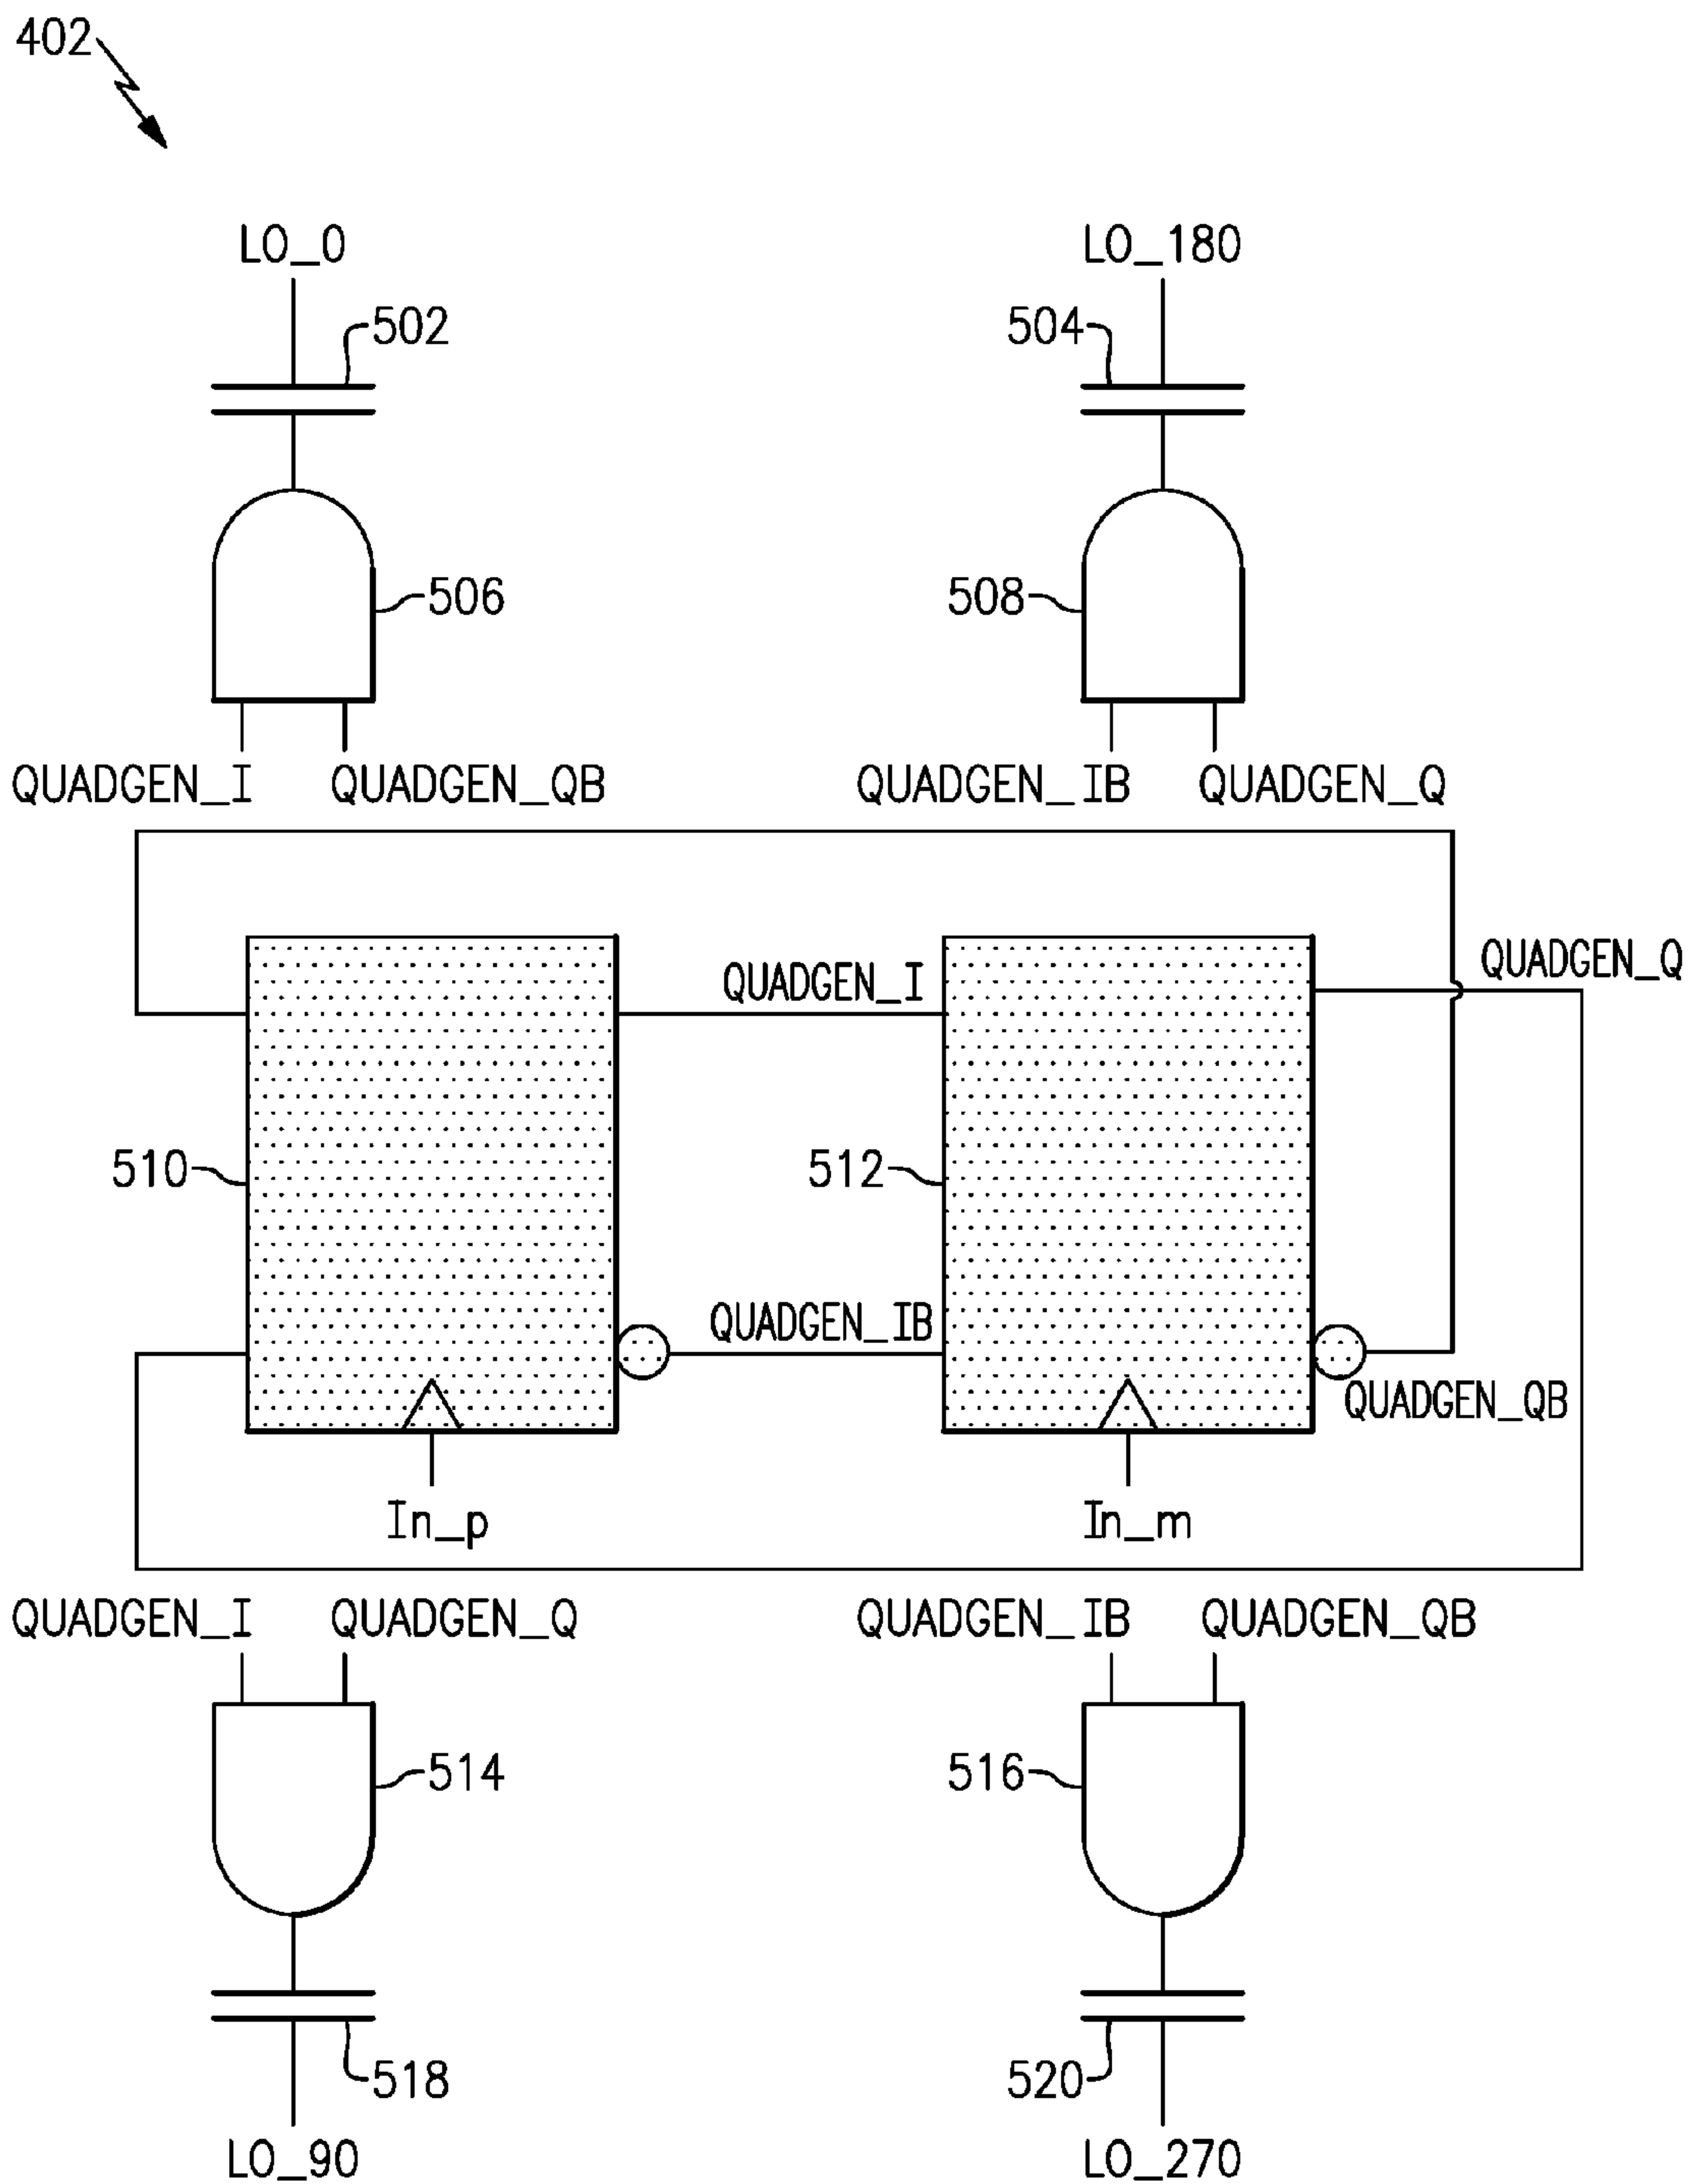 402
LO_0
LO_180
502
504
506
508
QUADGEN_I
QUADGEN_QB
QUADGEN_IB
QUADGEN_Q
QUADGEN_I
QUADGEN_Q
510
512
QUADGEN_IB
QUADGEN_QB
In_p
In_m
QUADGEN_I
QUADGEN_Q
QUADGEN_IB
QUADGEN_QB
514
516
518
520
LO_90
LO_270